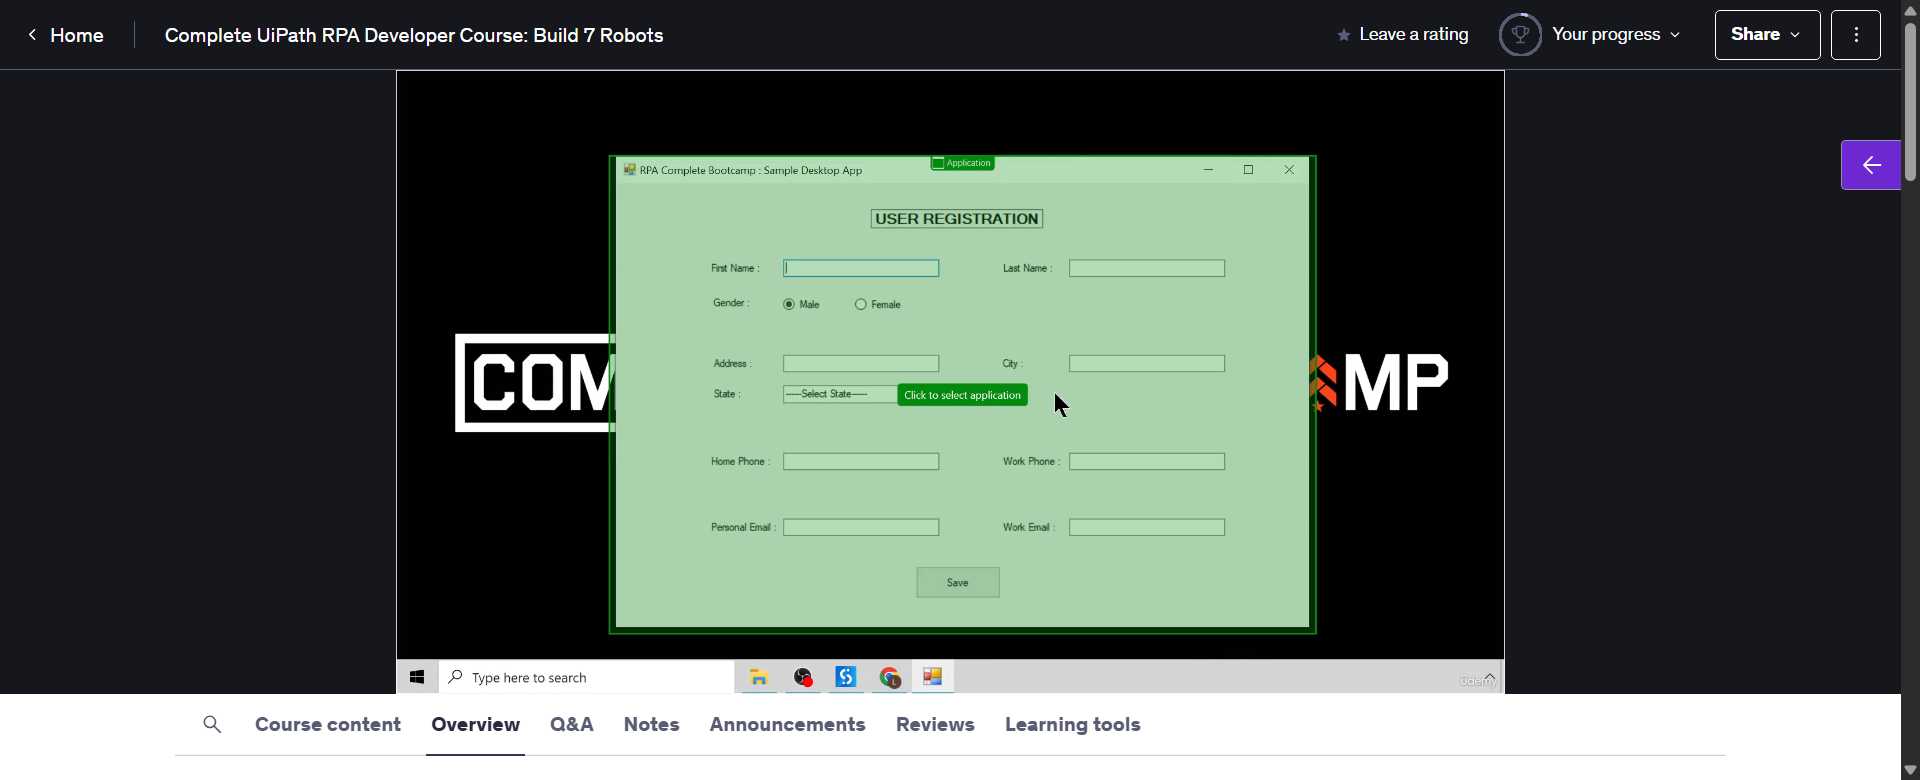 Home
Complete UiPath RPA Developer Course: Build 7 Robots
Leave a rating
Your progress
Share
Application
RPA Complete Bootcamp : Sample Desktop App
USER REGISTRATION
First Name :
Last Name :
Gender :
Male
Female
Address :
City :
State :
-----Select State-----
Click to select application
COM
MP
Home Phone :
Work Phone :
Personal Email :
Work Email :
Save
Type here to search
L
Udemy
Course content
Overview
Q&A
Notes
Announcements
Reviews
Learning tools